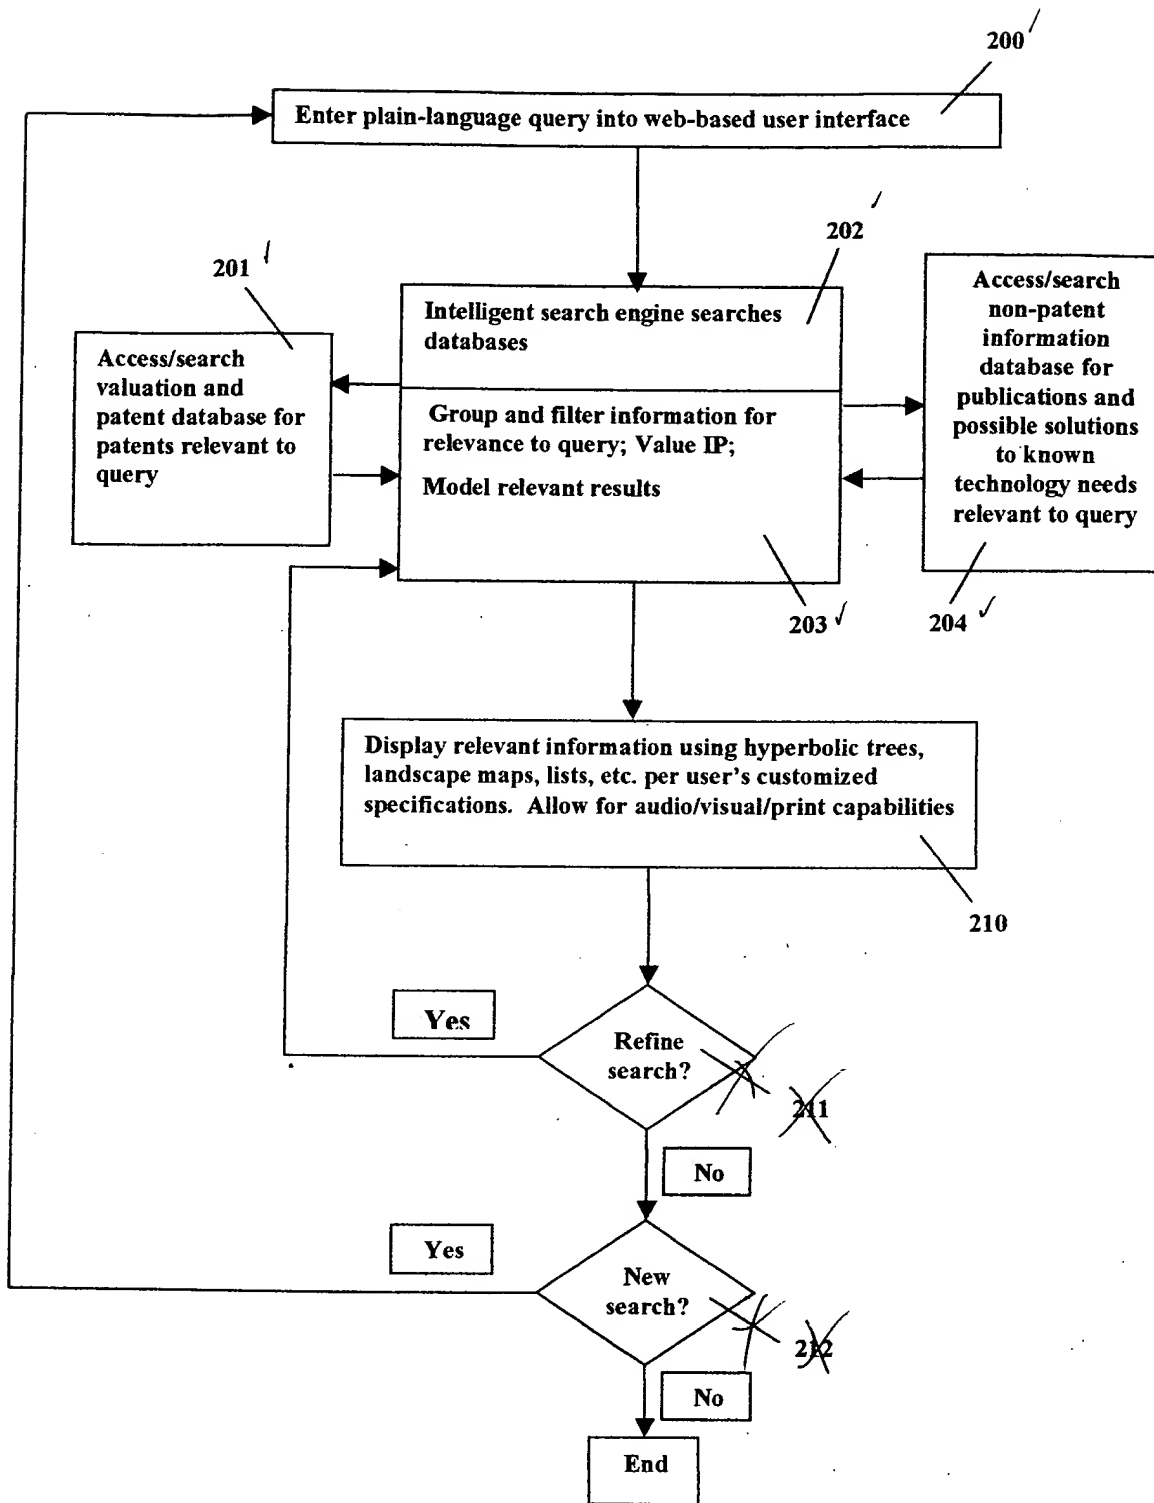 200
Enter plain-language query into web-based user interface
202
201
Intelligent search engine searches
databases
Access/search
valuation and
patent database for
patents relevant to
query
Group and filter information for
relevance to query; Value IP;
Model relevant results
Access/search
non-patent
information
database for
publications and
possible solutions
to known
technology needs
relevant to query
203
204
Display relevant information using hyperbolic trees,
landscape maps, lists, etc. per user's customized
specifications. Allow for audio/visual/print capabilities
210
Yes
Refine
search?
211
No
Yes
New
search?
212
No
End